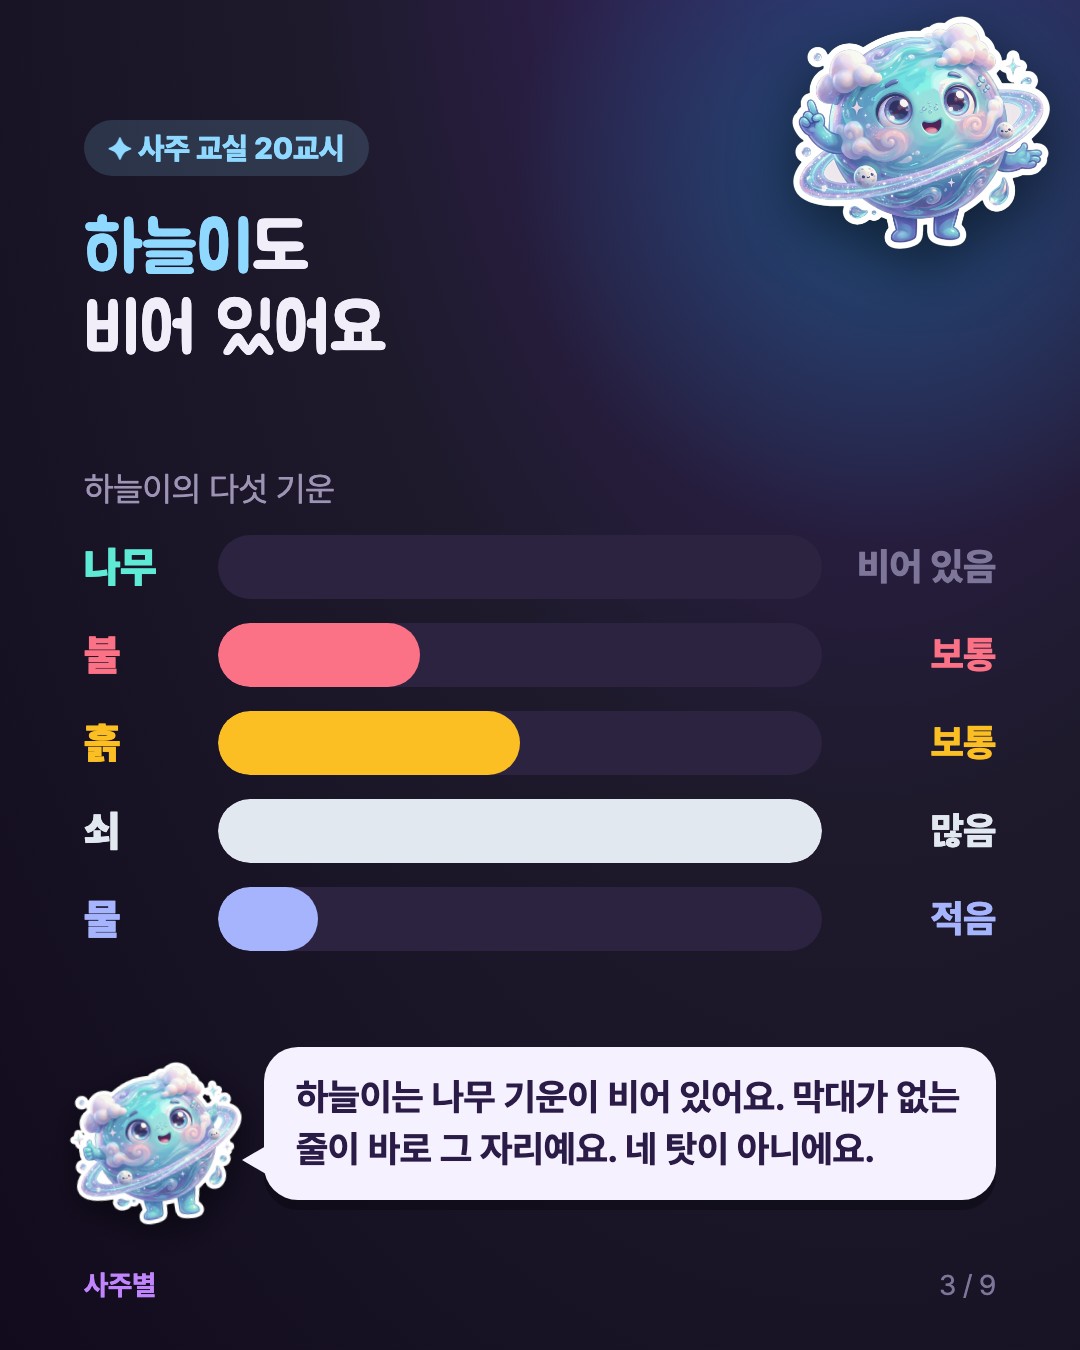 ✦ 사주 교실 20교시
하늘이도
비어 있어요
하늘이의 다섯 기운
나무 비어 있음
불 보통
흙 보통
쇠 많음
물 적음
하늘이는 나무 기운이 비어 있어요. 막대가 없는
줄이 바로 그 자리예요. 네 탓이 아니에요.
사주별 3 / 9